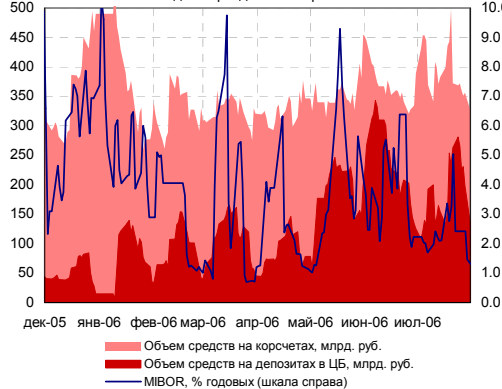 500 10.0
450 9.0
400 8.0
350 7.0
300 6.0
250 5.0
200 4.0
150 3.0
100 2.0
50 1.0
0 0.0
дек-05 янв-06 фев-06 мар-06 апр-06 май-06 июн-06 июл-06
Объем средств на корсчетах, млрд. руб.
Объем средств на депозитах в ЦБ, млрд. руб.
MIBOR, % годовых (шкала справа)